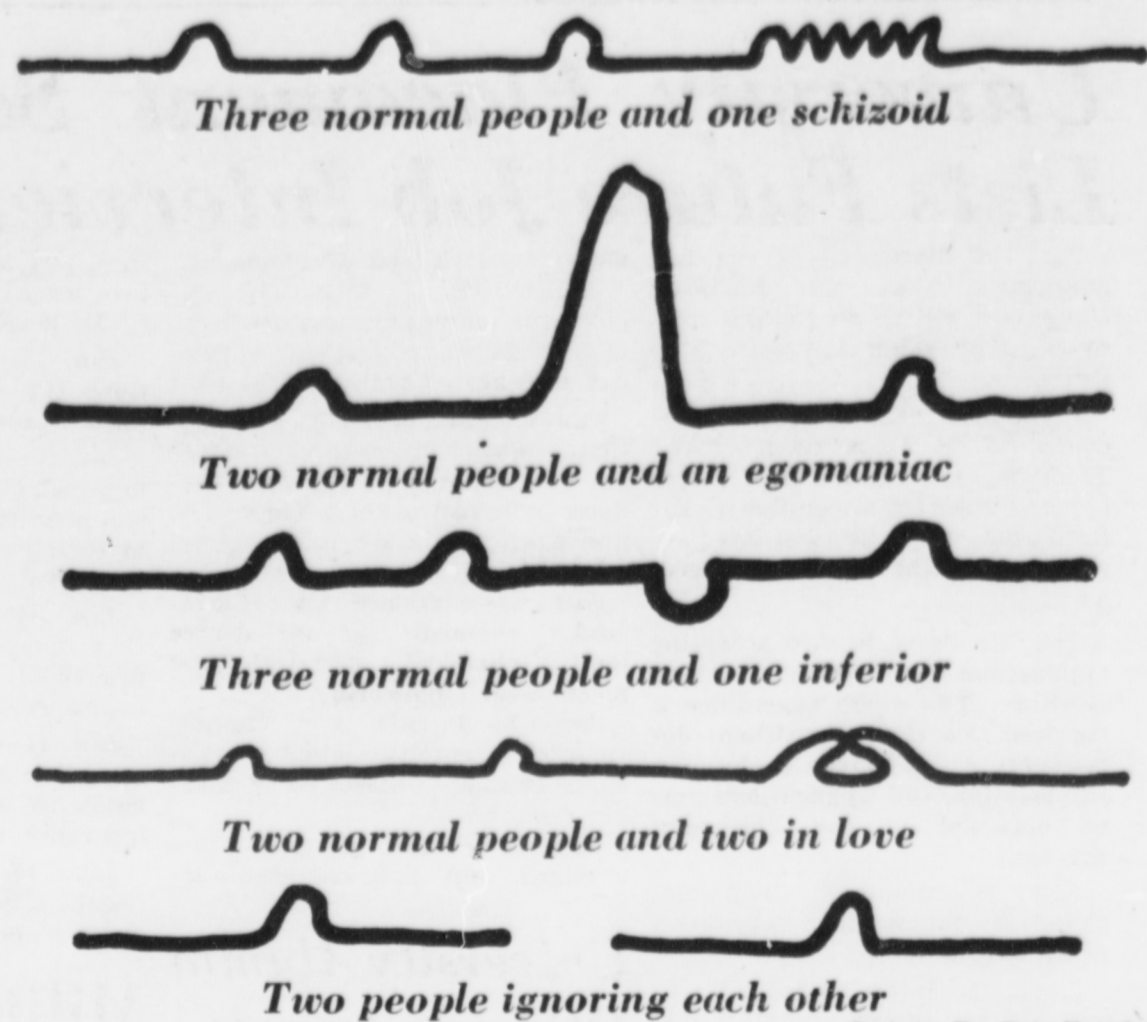 Three normal people and one schizoid
Two normal people and an egomaniac
Three normal people and one inferior
Two normal people and two in love
Two people ignoring each other